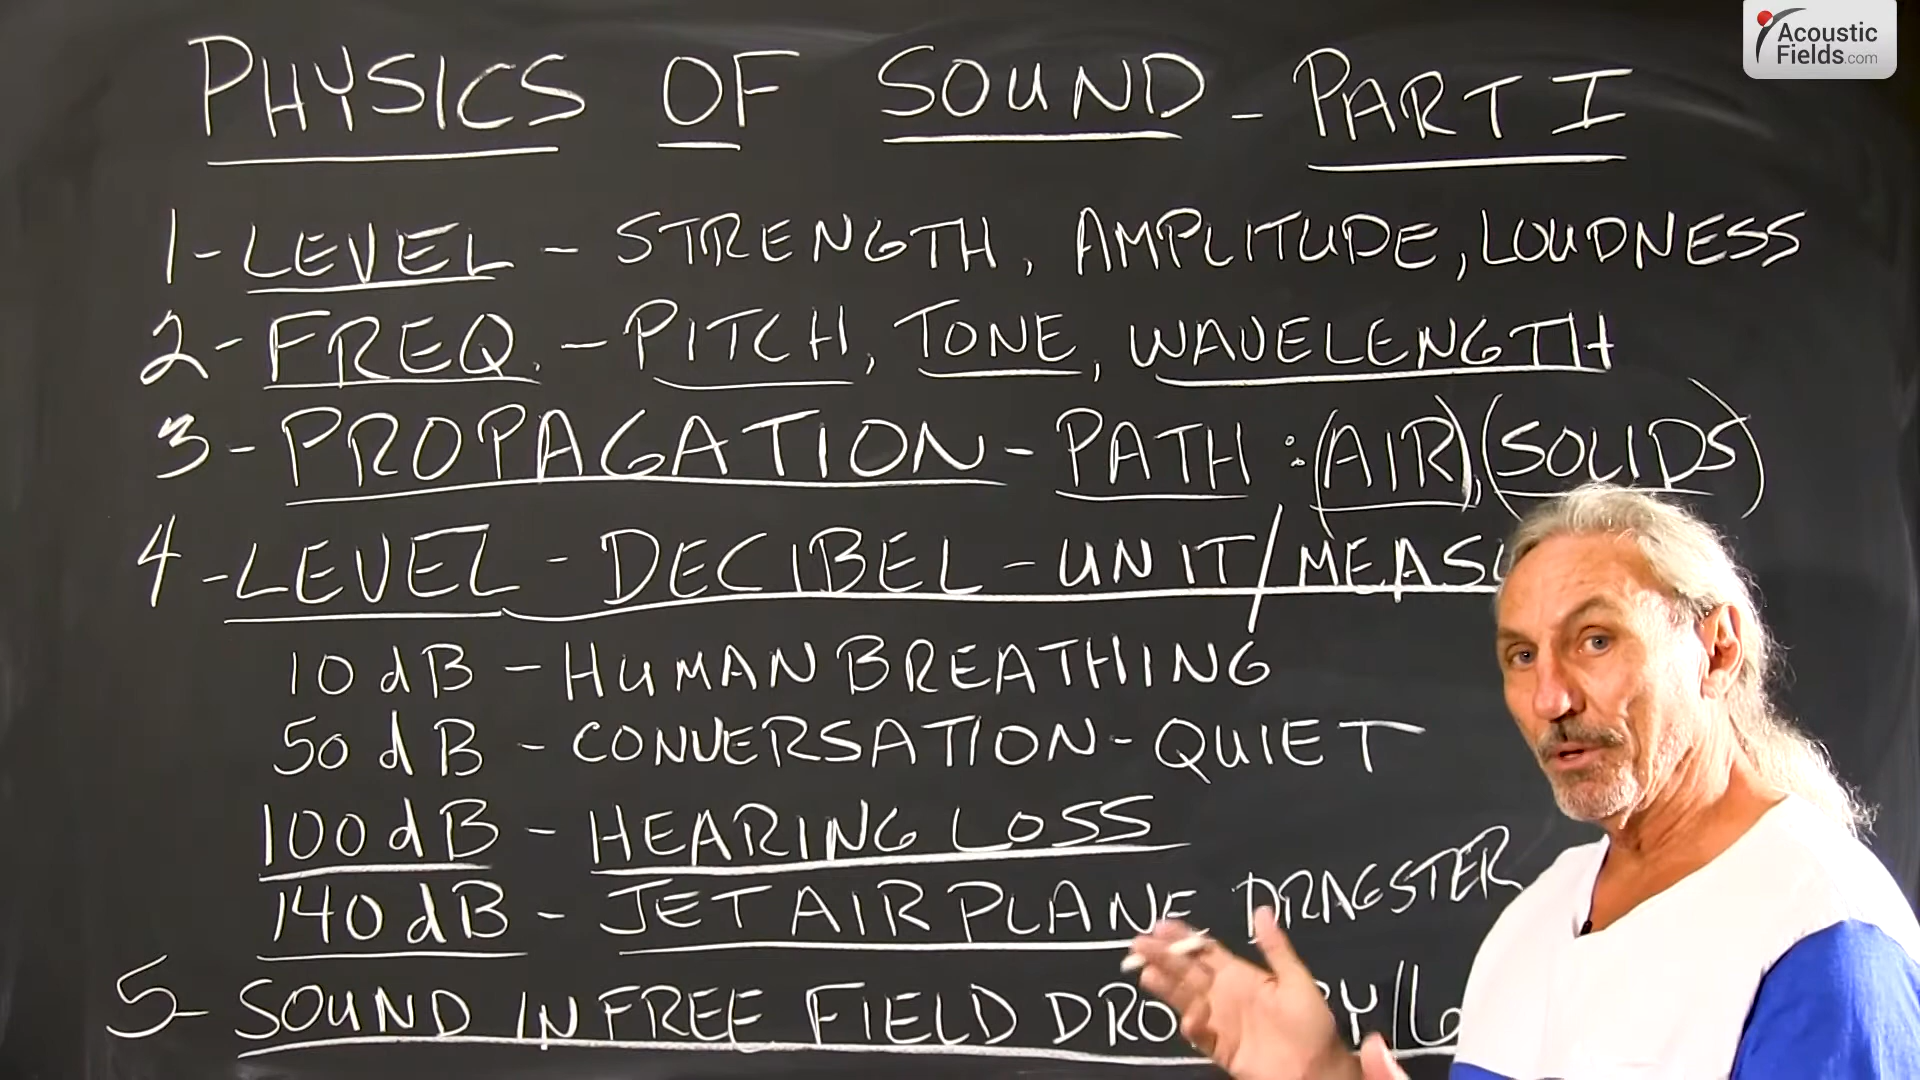 Acoustic
Fields.com
PHYSICS OF SOUND - PART I
1 - LEVEL - STRENGTH, AMPLITUDE, LOUDNESS
2 - FREQ. - PITCH, TONE, WAVELENGTH
3 - PROPAGATION - PATH : (AIR), (SOLIDS)
4 - LEVEL - DECIBEL - UNIT/MEASU
10 dB - HUMAN BREATHING
50 dB - CONVERSATION - QUIET
100 dB - HEARING LOSS
140 dB - JET AIRPLANE DRAGSTER
5 - SOUND IN FREE FIELD DRO